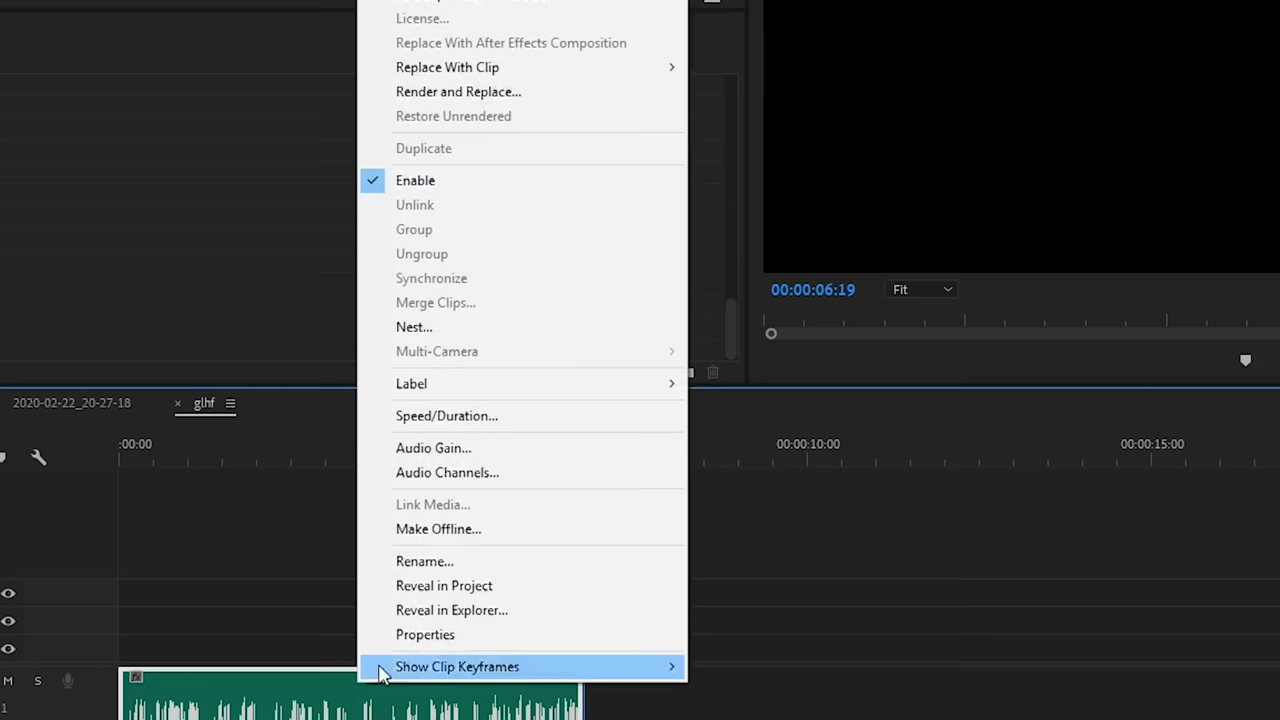 License...
Replace With After Effects Composition
Replace With Clip
Render and Replace...
Restore Unrendered
Duplicate
Enable
Unlink
Group
Ungroup
Synchronize
Merge Clips...
Nest...
Multi-Camera
Label
Speed/Duration...
Audio Gain...
Audio Channels...
Link Media...
Make Offline...
Rename...
Reveal in Project
Reveal in Explorer...
Properties
Show Clip Keyframes
00:00:06:19
Fit
2020-02-22_20-27-18
× glhf
:00:00
00:00:10:00
00:00:15:00
M S
fx
1